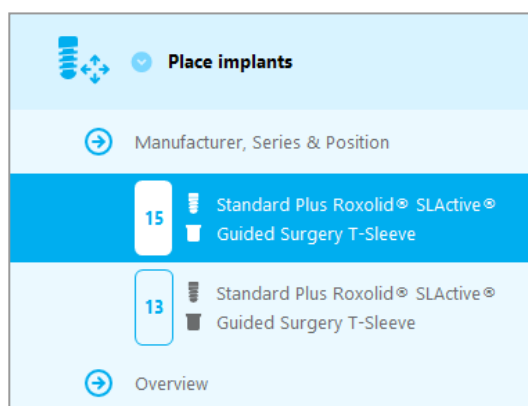 Place implants
Manufacturer, Series & Position
15
Standard Plus Roxolid® SLActive®
Guided Surgery T-Sleeve
13
Standard Plus Roxolid® SLActive®
Guided Surgery T-Sleeve
Overview